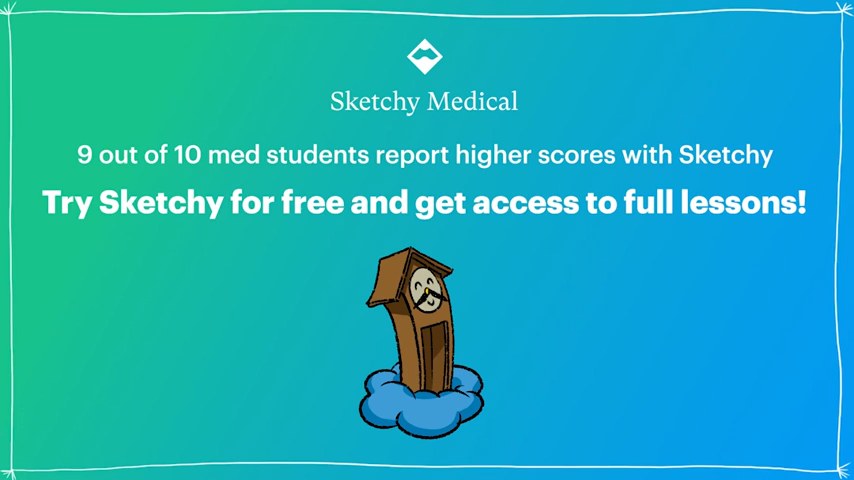 Sketchy Medical
9 out of 10 med students report higher scores with Sketchy
Try Sketchy for free and get access to full lessons!